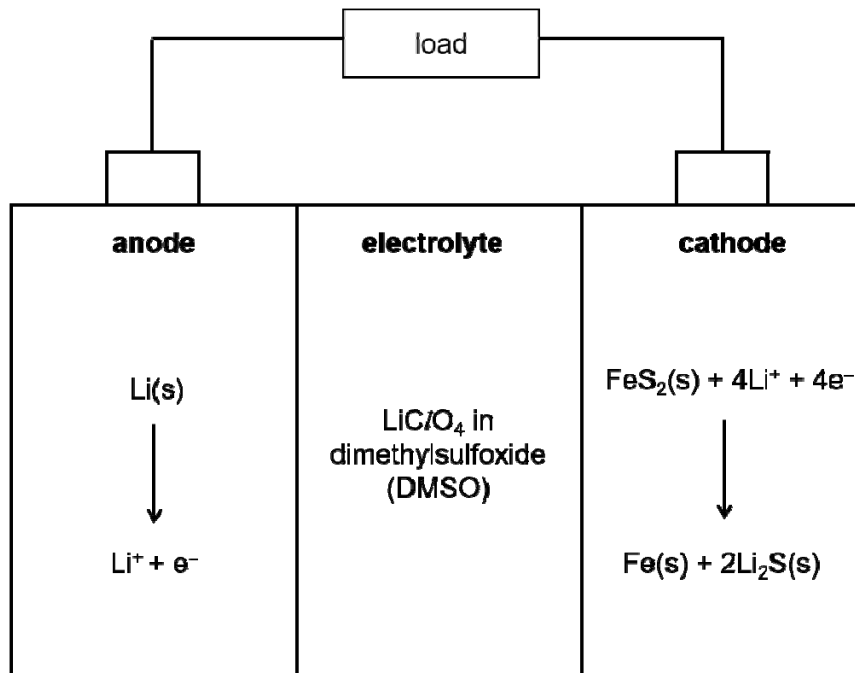 load
anode
electrolyte
cathode
Li(s)
Li⁺ + e⁻
LiClO₄ in
dimethylsulfoxide
(DMSO)
FeS₂(s) + 4Li⁺ + 4e⁻
Fe(s) + 2Li₂S(s)